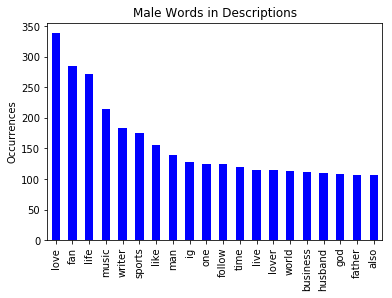 Male Words in Descriptions
Occurrences
350
300
250
200
150
100
50
0
love
fan
life
music
writer
sports
like
man
ig
one
follow
time
live
lover
world
business
husband
god
father
also